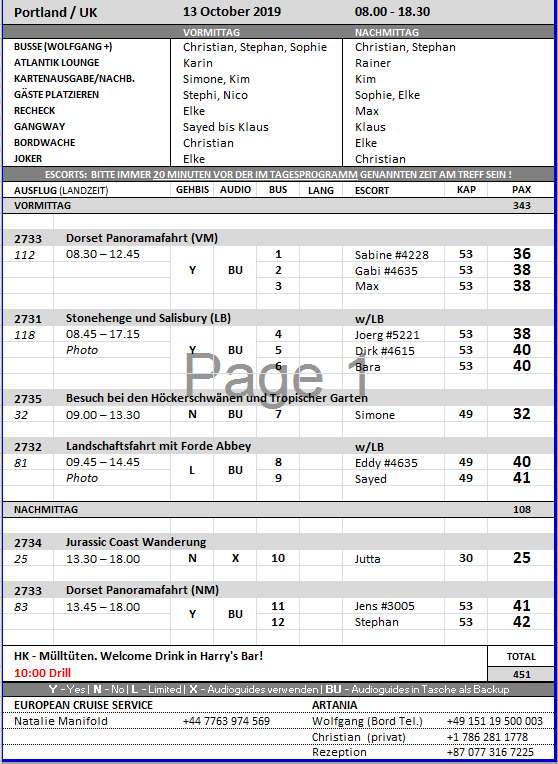 Portland / UK 13 October 2019 08.00 - 18.30
VORMITTAG NACHMITTAG
BUSSE (WOLFGANG +) Christian, Stephan, Sophie Christian, Stephan
ATLANTIK LOUNGE Karin Rainer
KARTENAUSGABE/NACHB. Simone, Kim Kim
GÄSTE PLATZIEREN Stephi, Nico Sophie, Elke
RECHECK Elke Max
GANGWAY Sayed bis Klaus Klaus
BORDWACHE Christian Elke
JOKER Elke Christian
ESCORTS: BITTE IMMER 20 MINUTEN VOR DER IM TAGESPROGRAMM GENANNTEN ZEIT AM TREFF SEIN !
AUSFLUG (LANDZEIT) GEHBIS AUDIO BUS LANG ESCORT KAP PAX
VORMITTAG 343
2733 Dorset Panoramafahrt (VM)
112 08.30 – 12.45 1 Sabine #4228 53 36
Y BU 2 Gabi #4635 53 38
3 Max 53 38
2731 Stonehenge und Salisbury (LB) w/LB
118 08.45 – 17.15 4 Joerg #5221 53 38
Photo Y BU 5 Dirk #4615 53 40
6 Bara 53 40
Page 1
2735 Besuch bei den Höckerschwänen und Tropischer Garten
32 09.00 - 13.30 N BU 7 Simone 49 32
2732 Landschaftsfahrt mit Forde Abbey w/LB
81 09.45 – 14.45 L BU 8 Eddy #4635 49 40
Photo 9 Sayed 49 41
NACHMITTAG 108
2734 Jurassic Coast Wanderung
25 13.30 - 18.00 N X 10 Jutta 30 25
2733 Dorset Panoramafahrt (NM)
83 13.45 – 18.00 Y BU 11 Jens #3005 53 41
12 Stephan 53 42
HK - Mülltüten. Welcome Drink in Harry's Bar! TOTAL
10:00 Drill 451
Y - Yes | N - No | L - Limited | X - Audioguides verwenden | BU - Audioguides in Tasche als Backup
EUROPEAN CRUISE SERVICE ARTANIA
Natalie Manifold +44 7763 974 569 Wolfgang (Bord Tel.) +49 151 19 500 003
Christian (privat) +1 786 281 1778
Rezeption +87 077 316 7225